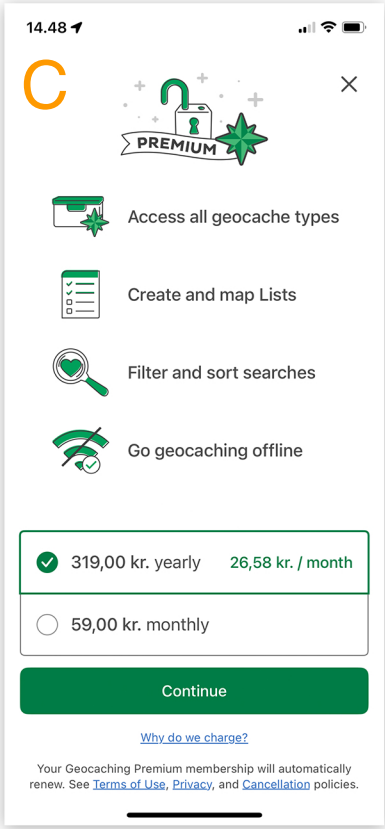 14.48
C
PREMIUM
Access all geocache types
Create and map Lists
Filter and sort searches
Go geocaching offline
319,00 kr. yearly 26,58 kr. / month
59,00 kr. monthly
Continue
Why do we charge?
Your Geocaching Premium membership will automatically
renew. See Terms of Use, Privacy, and Cancellation policies.